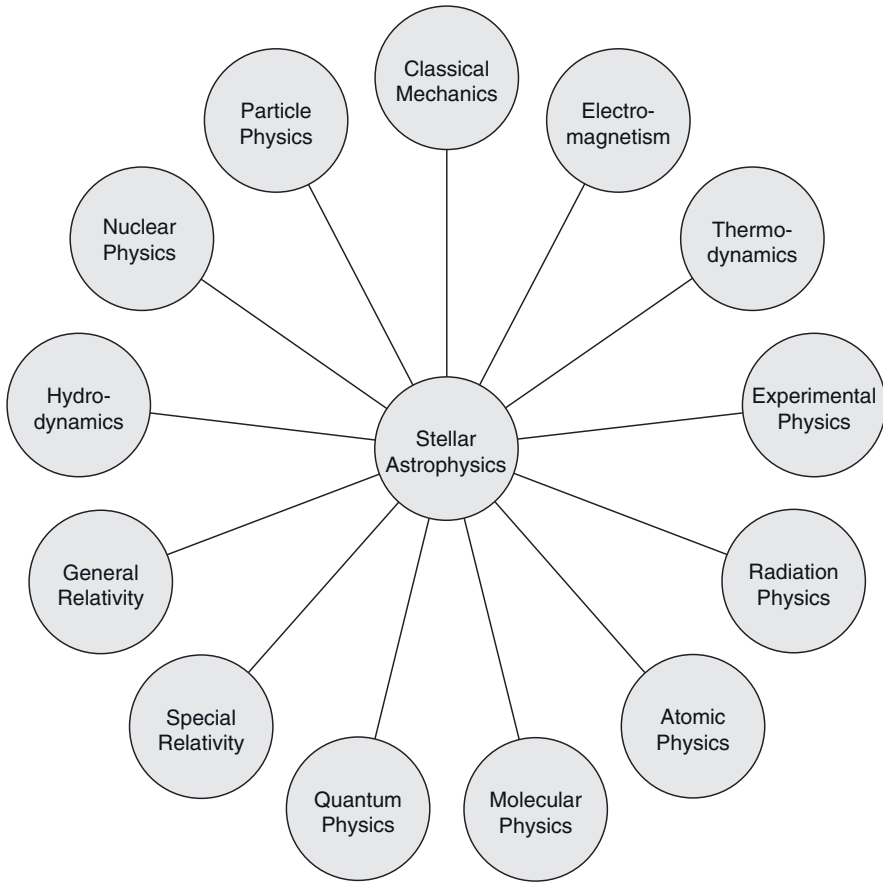 Classical
Mechanics
Electro-
magnetism
Thermo-
dynamics
Experimental
Physics
Radiation
Physics
Atomic
Physics
Molecular
Physics
Quantum
Physics
Special
Relativity
General
Relativity
Hydro-
dynamics
Nuclear
Physics
Particle
Physics
Stellar
Astrophysics